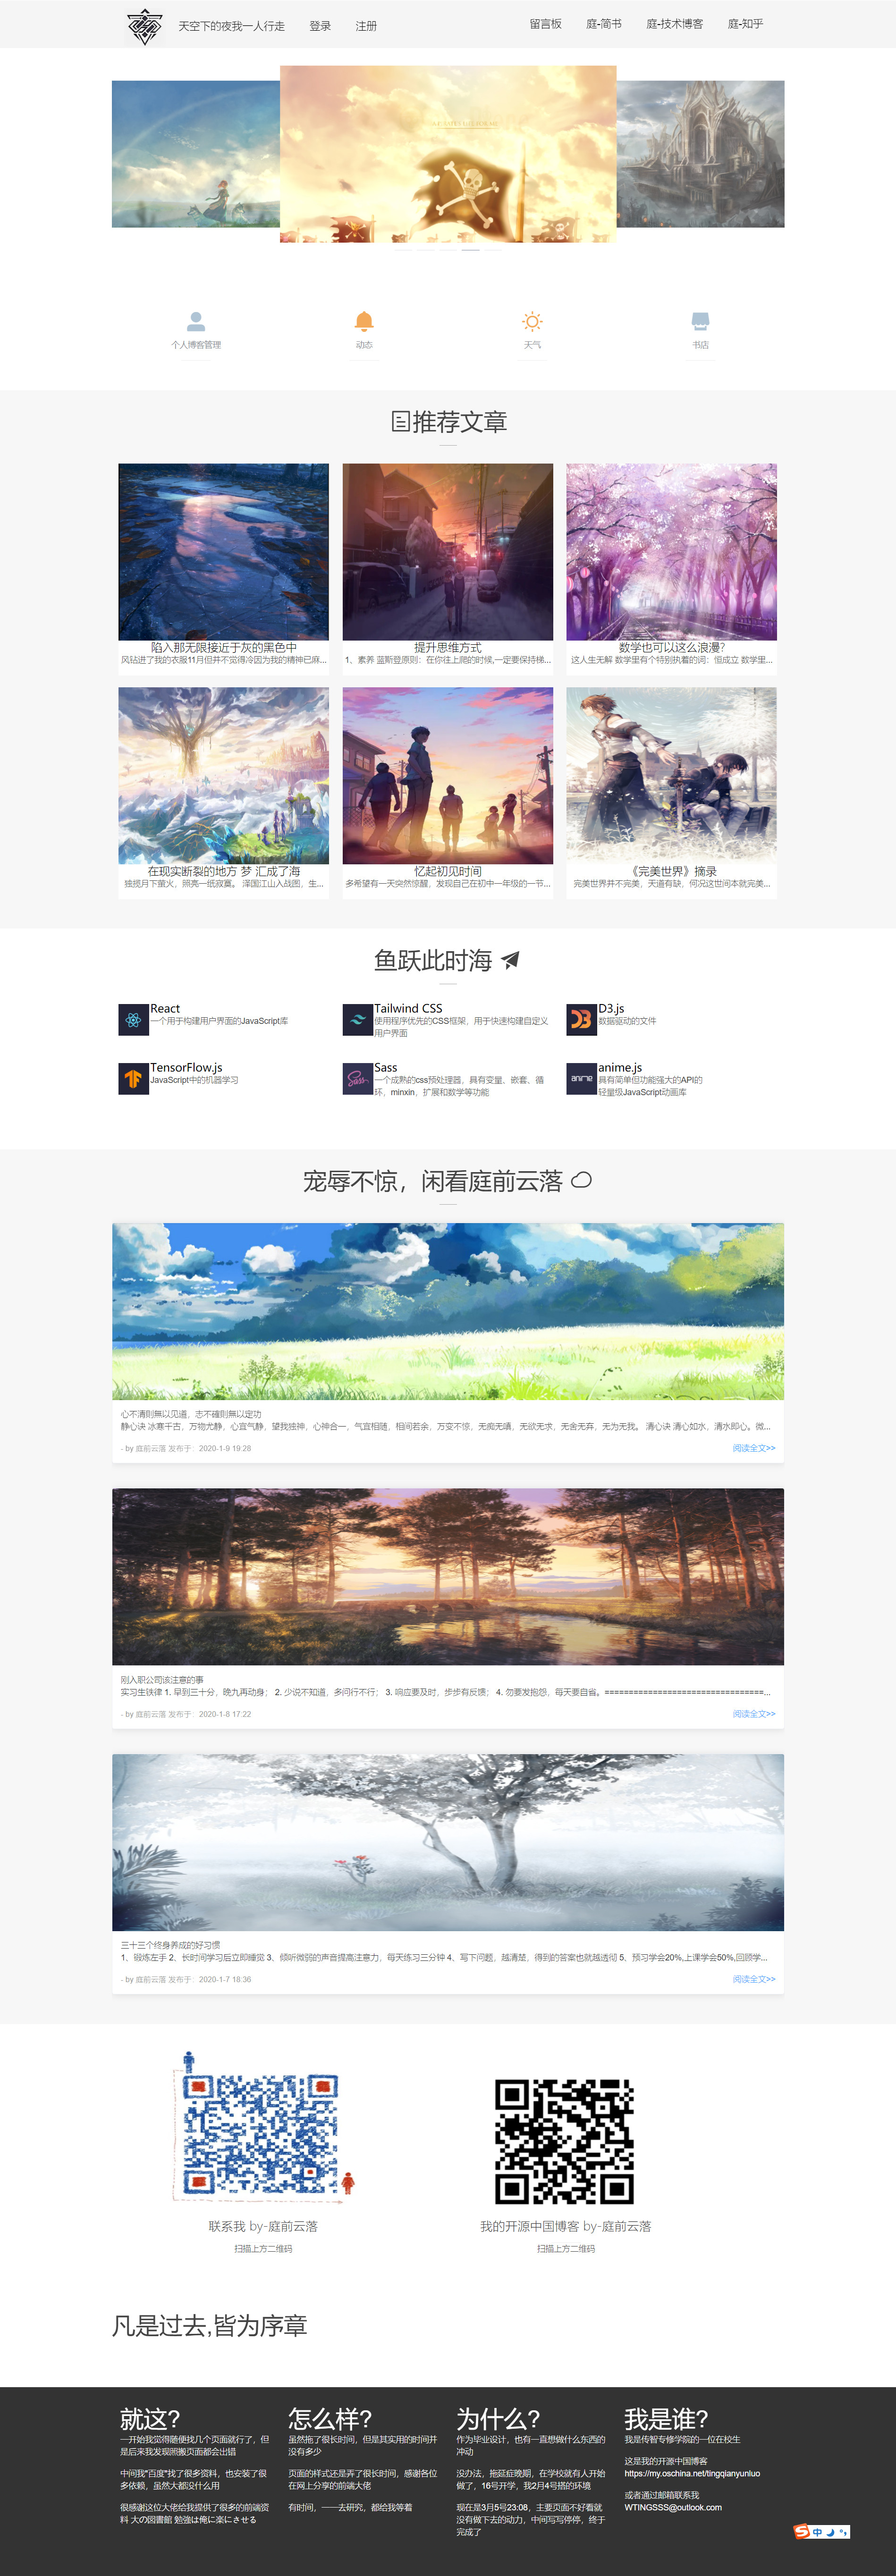 天空下的夜我一人行走 登录 注册 留言板 庭-简书 庭-技术博客 庭-知乎
个人博客管理 动态 天气 书店
推荐文章
陷入那无限接近于灰的黑色中
风玷进了我的衣服11月但并不觉得冷因为我的精神已麻...
提升思维方式
1、素养 蓝斯登原则：在你往上爬的时候,一定要保持梯...
数学也可以这么浪漫?
这人生无解 数学里有个特别执着的词：恒成立 数学里...
在现实断裂的地方 梦 汇成了海
独揽月下萤火，照亮一纸寂寞。 泽国江山入战图，生...
忆起初见时间
多希望有一天突然惊醒，发现自己在初中一年级的一节...
《完美世界》摘录
完美世界并不完美，天道有缺，何况这世间本就完美...
鱼跃此时海
React
一个用于构建用户界面的JavaScript库
Tailwind CSS
使用程序优先的CSS框架，用于快速构建自定义
用户界面
D3.js
数据驱动的文件
TensorFlow.js
JavaScript中的机器学习
Sass
一个成熟的css预处理器，具有变量、嵌套、循
环，minxin，扩展和数学等功能
anime.js
具有简单但功能强大的API的
轻量级JavaScript动画库
宠辱不惊，闲看庭前云落
心不清则無以见道，志不確则無以定功
静心诀 冰寒千古，万物尤静，心宜气静，望我独神，心神合一，气宜相随，相间若余，万变不惊，无痴无嗔，无欲无求，无舍无弃，无为无我。 清心诀 清心如水，清水即心。微...
- by 庭前云落 发布于：2020-1-9 19:28 阅读全文>>
刚入职公司该注意的事
实习生铁律 1. 早到三十分，晚九再动身； 2. 少说不知道，多问行不行； 3. 响应要及时，步步有反馈； 4. 勿要发抱怨，每天要自省。=================================...
- by 庭前云落 发布于：2020-1-8 17:22 阅读全文>>
三十三个终身养成的好习惯
1、锻炼左手 2、长时间学习后立即睡觉 3、倾听微弱的声音提高注意力，每天练习三分钟 4、写下问题，越清楚，得到的答案也就越透彻 5、预习学会20%,上课学会50%,回顾学...
- by 庭前云落 发布于：2020-1-7 18:36 阅读全文>>
联系我 by-庭前云落
扫描上方二维码
我的开源中国博客 by-庭前云落
扫描上方二维码
凡是过去,皆为序章
就这?
一开始我觉得随便找几个页面就行了，但
是后来我发现照搬页面都会出错
中间我"百度"找了很多资料，也安装了很
多依赖，虽然大都没什么用
很感谢这位大佬给我提供了很多的前端资
料 大の図書館 勉強は俺に楽にさせる
怎么样?
虽然拖了很长时间，但是其实用的时间并
没有多少
页面的样式还是弄了很长时间，感谢各位
在网上分享的前端大佬
有时间，一一去研究，都给我等着
为什么?
作为毕业设计，也有一直想做什么东西的
冲动
没办法，拖延症晚期，在学校就有人开始
做了，16号开学，我2月4号搭的环境
现在是3月5号23:08，主要页面不好看就
没有做下去的动力，中间写写停停，终于
完成了
我是谁?
我是传智专修学院的一位在校生
这是我的开源中国博客
https://my.oschina.net/tingqianyunluo
或者通过邮箱联系我
WTINGSSS@outlook.com
中